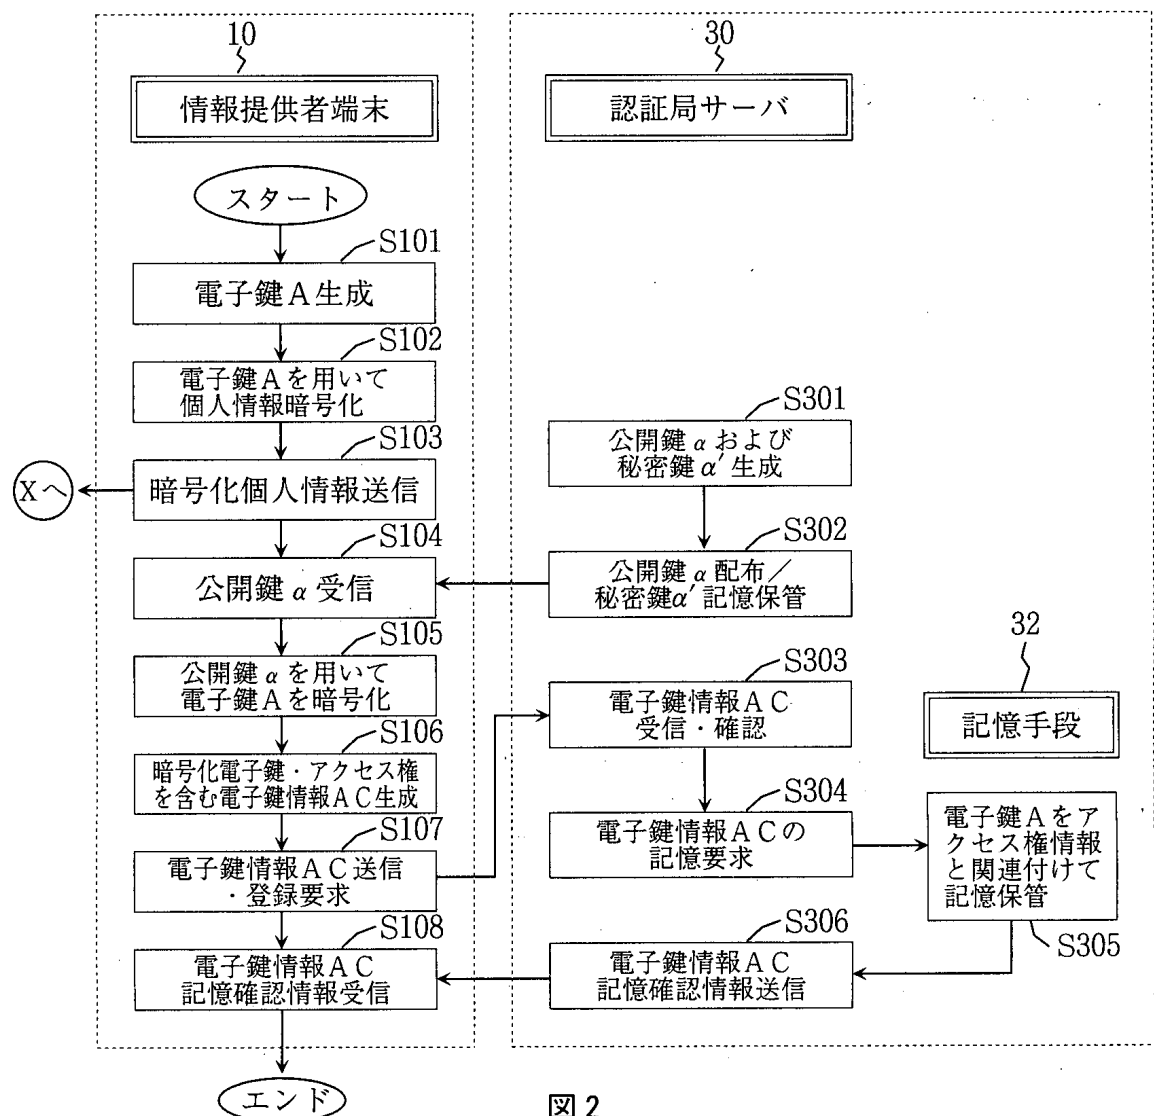 10
情報提供者端末
スタート
S101
電子鍵A生成
S102
電子鍵Aを用いて
個人情報暗号化
S103
暗号化個人情報送信
Xへ
S104
公開鍵α受信
S105
公開鍵αを用いて
電子鍵Aを暗号化
S106
暗号化電子鍵・アクセス権
を含む電子鍵情報AC生成
S107
電子鍵情報AC送信
・登録要求
S108
電子鍵情報AC
記憶確認情報受信
エンド
30
認証局サーバ
S301
公開鍵αおよび
秘密鍵α′生成
S302
公開鍵α配布/
秘密鍵α′記憶保管
S303
電子鍵情報AC
受信・確認
S304
電子鍵情報ACの
記憶要求
32
記憶手段
電子鍵Aをア
クセス権情報
と関連付けて
記憶保管
S305
S306
電子鍵情報AC
記憶確認情報送信
図2